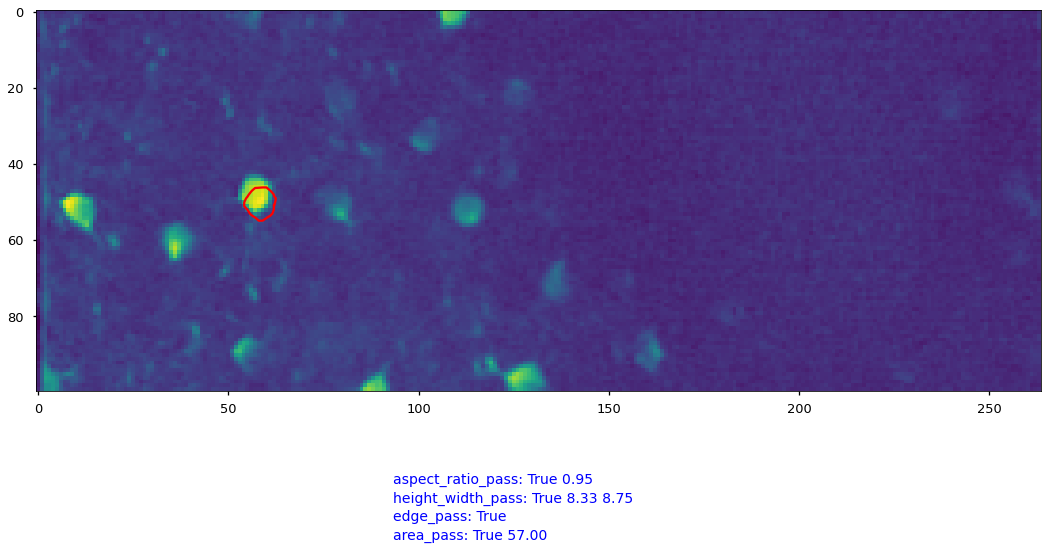 0
20
40
60
80
0 50 100 150 200 250
aspect_ratio_pass: True 0.95
height_width_pass: True 8.33 8.75
edge_pass: True
area_pass: True 57.00